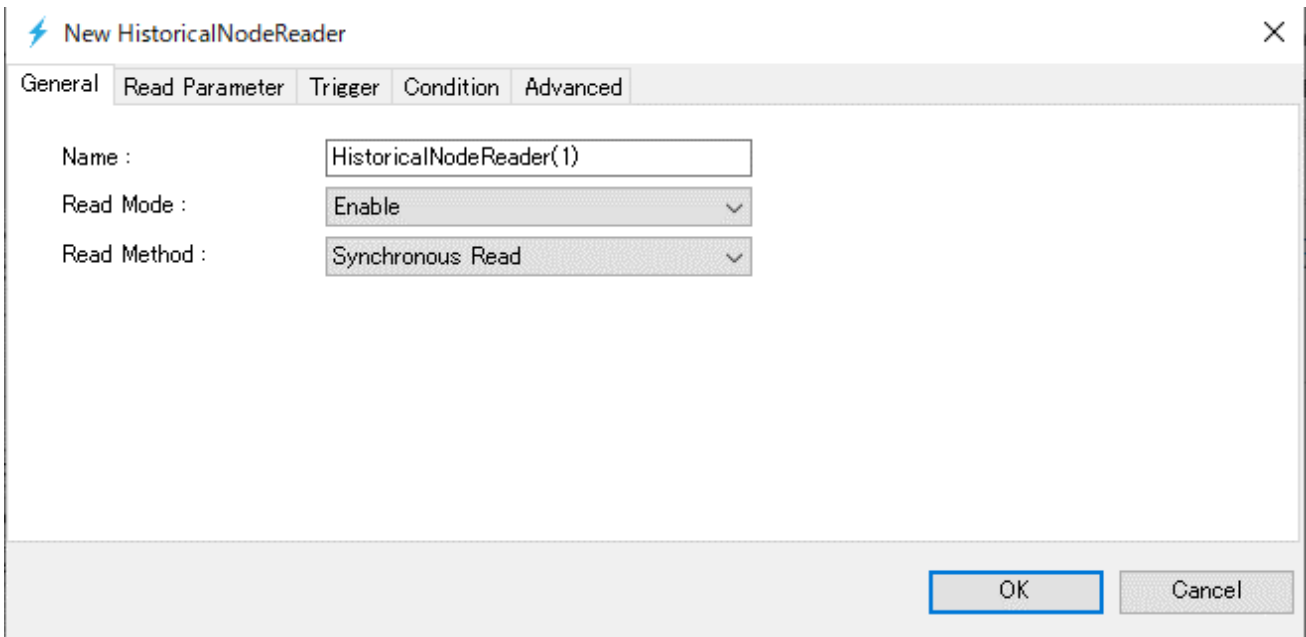 New HistoricalNodeReader
General Read Parameter Trigger Condition Advanced
Name : HistoricalNodeReader(1)
Read Mode : Enable
Read Method : Synchronous Read
OK Cancel